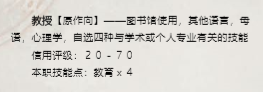 教授【原作向】——图书馆使用，其他语言，母
语，心理学，自选四种与学术或个人专业有关的技能
信用评级：２０－７０
本职技能点：教育ｘ４